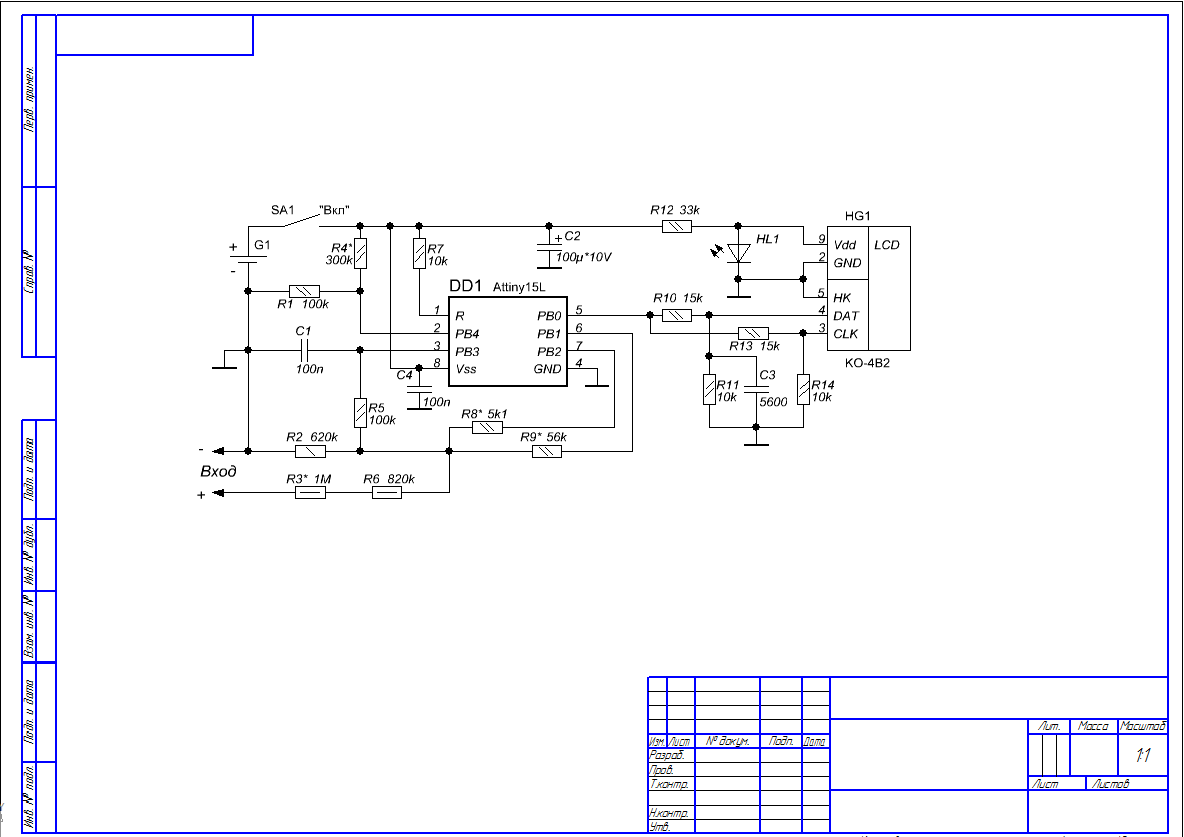 Перв. примен.
Справ. №
Подп. и дата
Инв. № дубл.
Взам. инв. №
Подп. и дата
Инв. № подл.
SA1 "Вкл"
+ G1
-
R4*
300k
R7
10k
+ C2
100µ*10V
R12 33k
HL1
HG1
9 Vdd LCD
2 GND
5 HK
4 DAT
3 CLK
KO-4B2
R1 100k
DD1 Attiny15L
1 R PB0 5
2 PB4 PB1 6
3 PB3 PB2 7
8 Vss GND 4
R10 15k
R13 15k
C1
100n
C4
100n
R5
100k
R8* 5k1
R9* 56k
R11
10k
C3
5600
R14
10k
- R2 620k
Вход
+ R3* 1M R6 820k
Лит. Масса Масштаб
Изм. Лист № докум. Подп. Дата
Разраб.
1:1
Пров.
Т.контр. Лист Листов
Н.контр.
Утв.